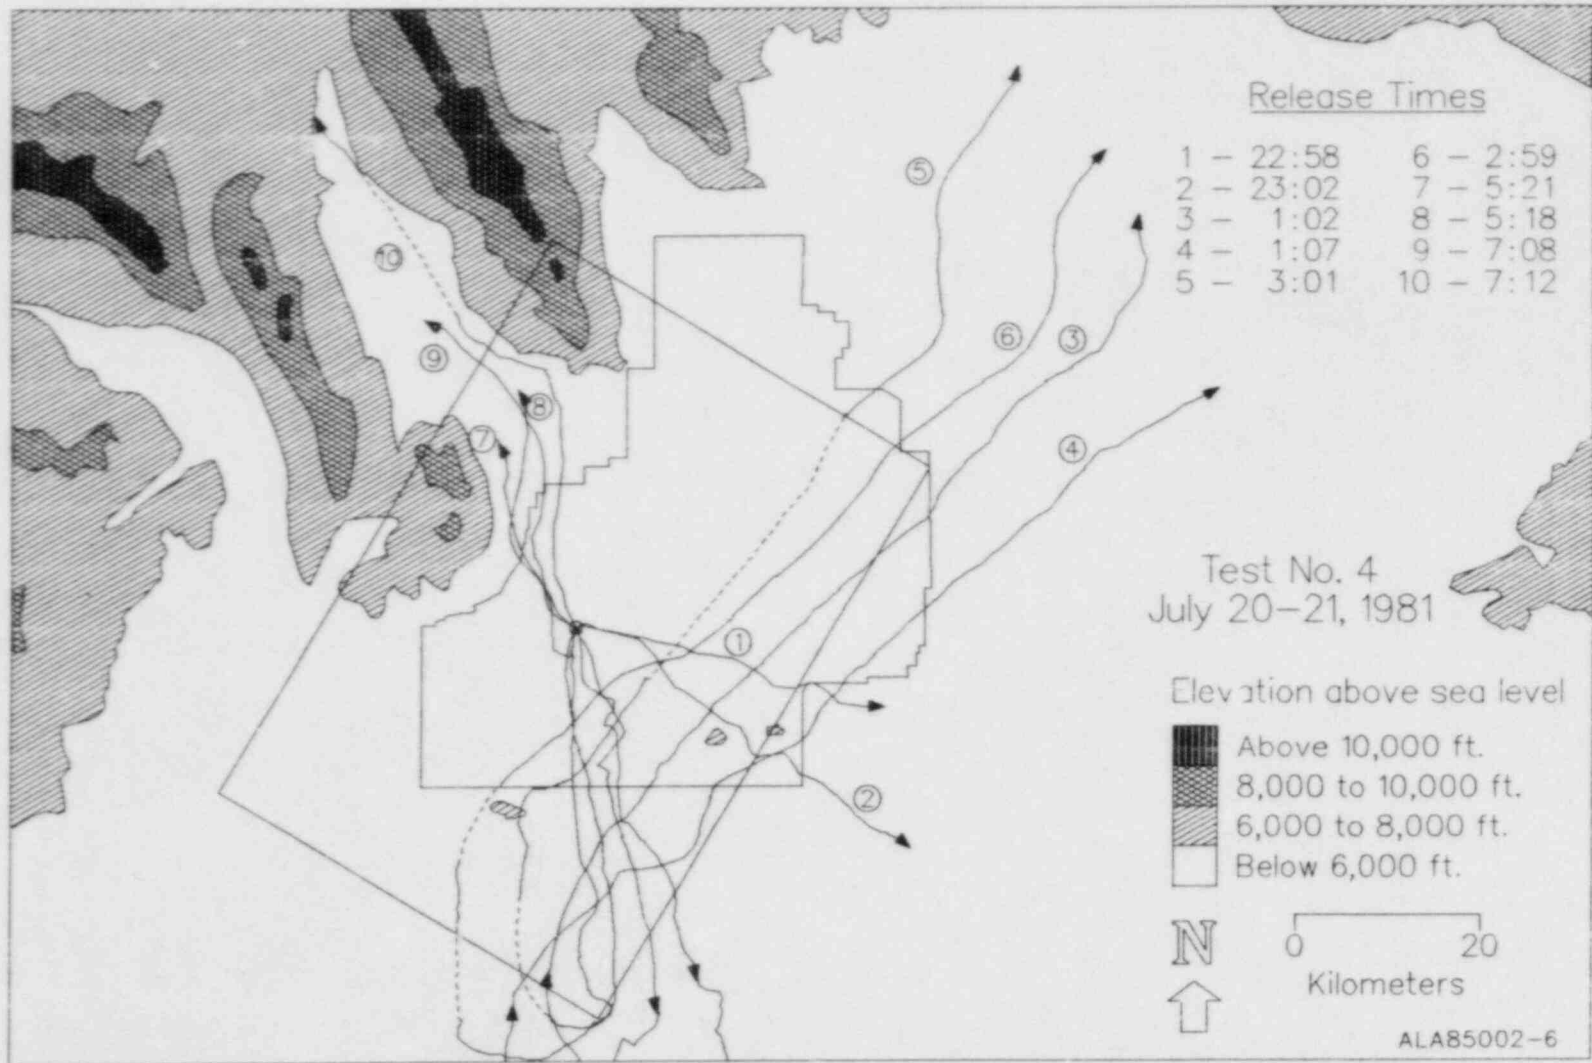 Release Times
1 – 22:58 6 – 2:59
2 – 23:02 7 – 5:21
3 – 1:02 8 – 5:18
4 – 1:07 9 – 7:08
5 – 3:01 10 – 7:12
5
6
3
10
9
8
7
4
Test No. 4
July 20–21, 1981
1
2
Elevation above sea level
Above 10,000 ft.
8,000 to 10,000 ft.
6,000 to 8,000 ft.
Below 6,000 ft.
N
0 20
Kilometers
ALA85002-6